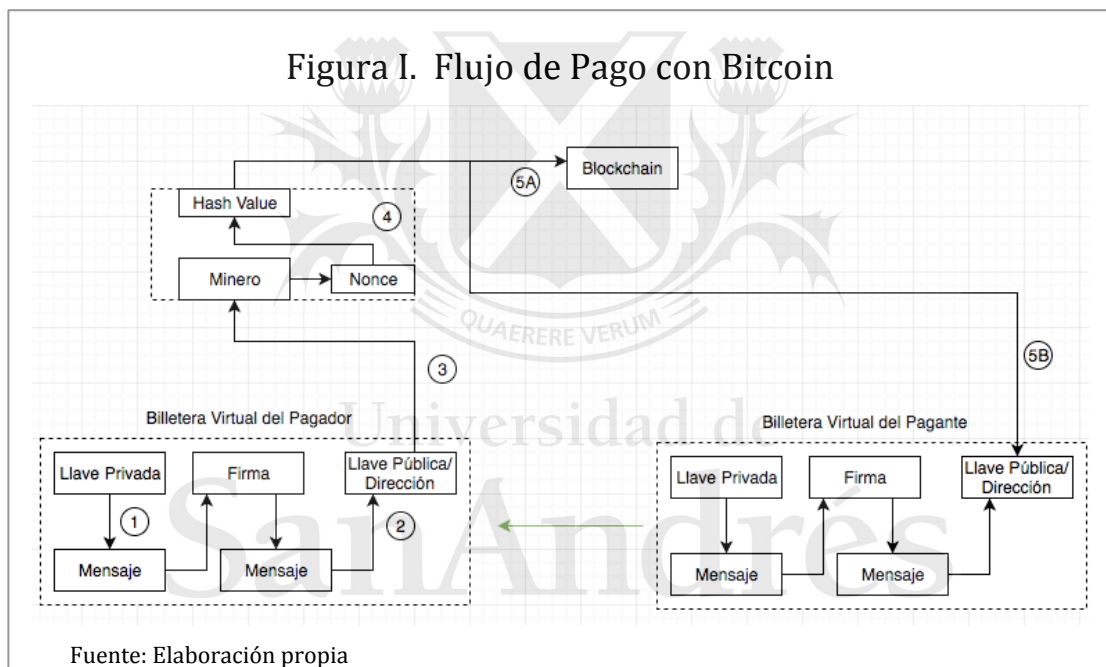 Figura I. Flujo de Pago con Bitcoin
Blockchain
5A
Hash Value
4
Minero
Nonce
QUAERERE VERUM
3
5B
Universidad de
SanAndrés
Billetera Virtual del Pagador
Billetera Virtual del Pagante
Llave Privada
Firma
Llave Pública/
Dirección
Llave Privada
Firma
Llave Pública/
Dirección
1
2
Mensaje
Mensaje
Mensaje
Mensaje
Fuente: Elaboración propia